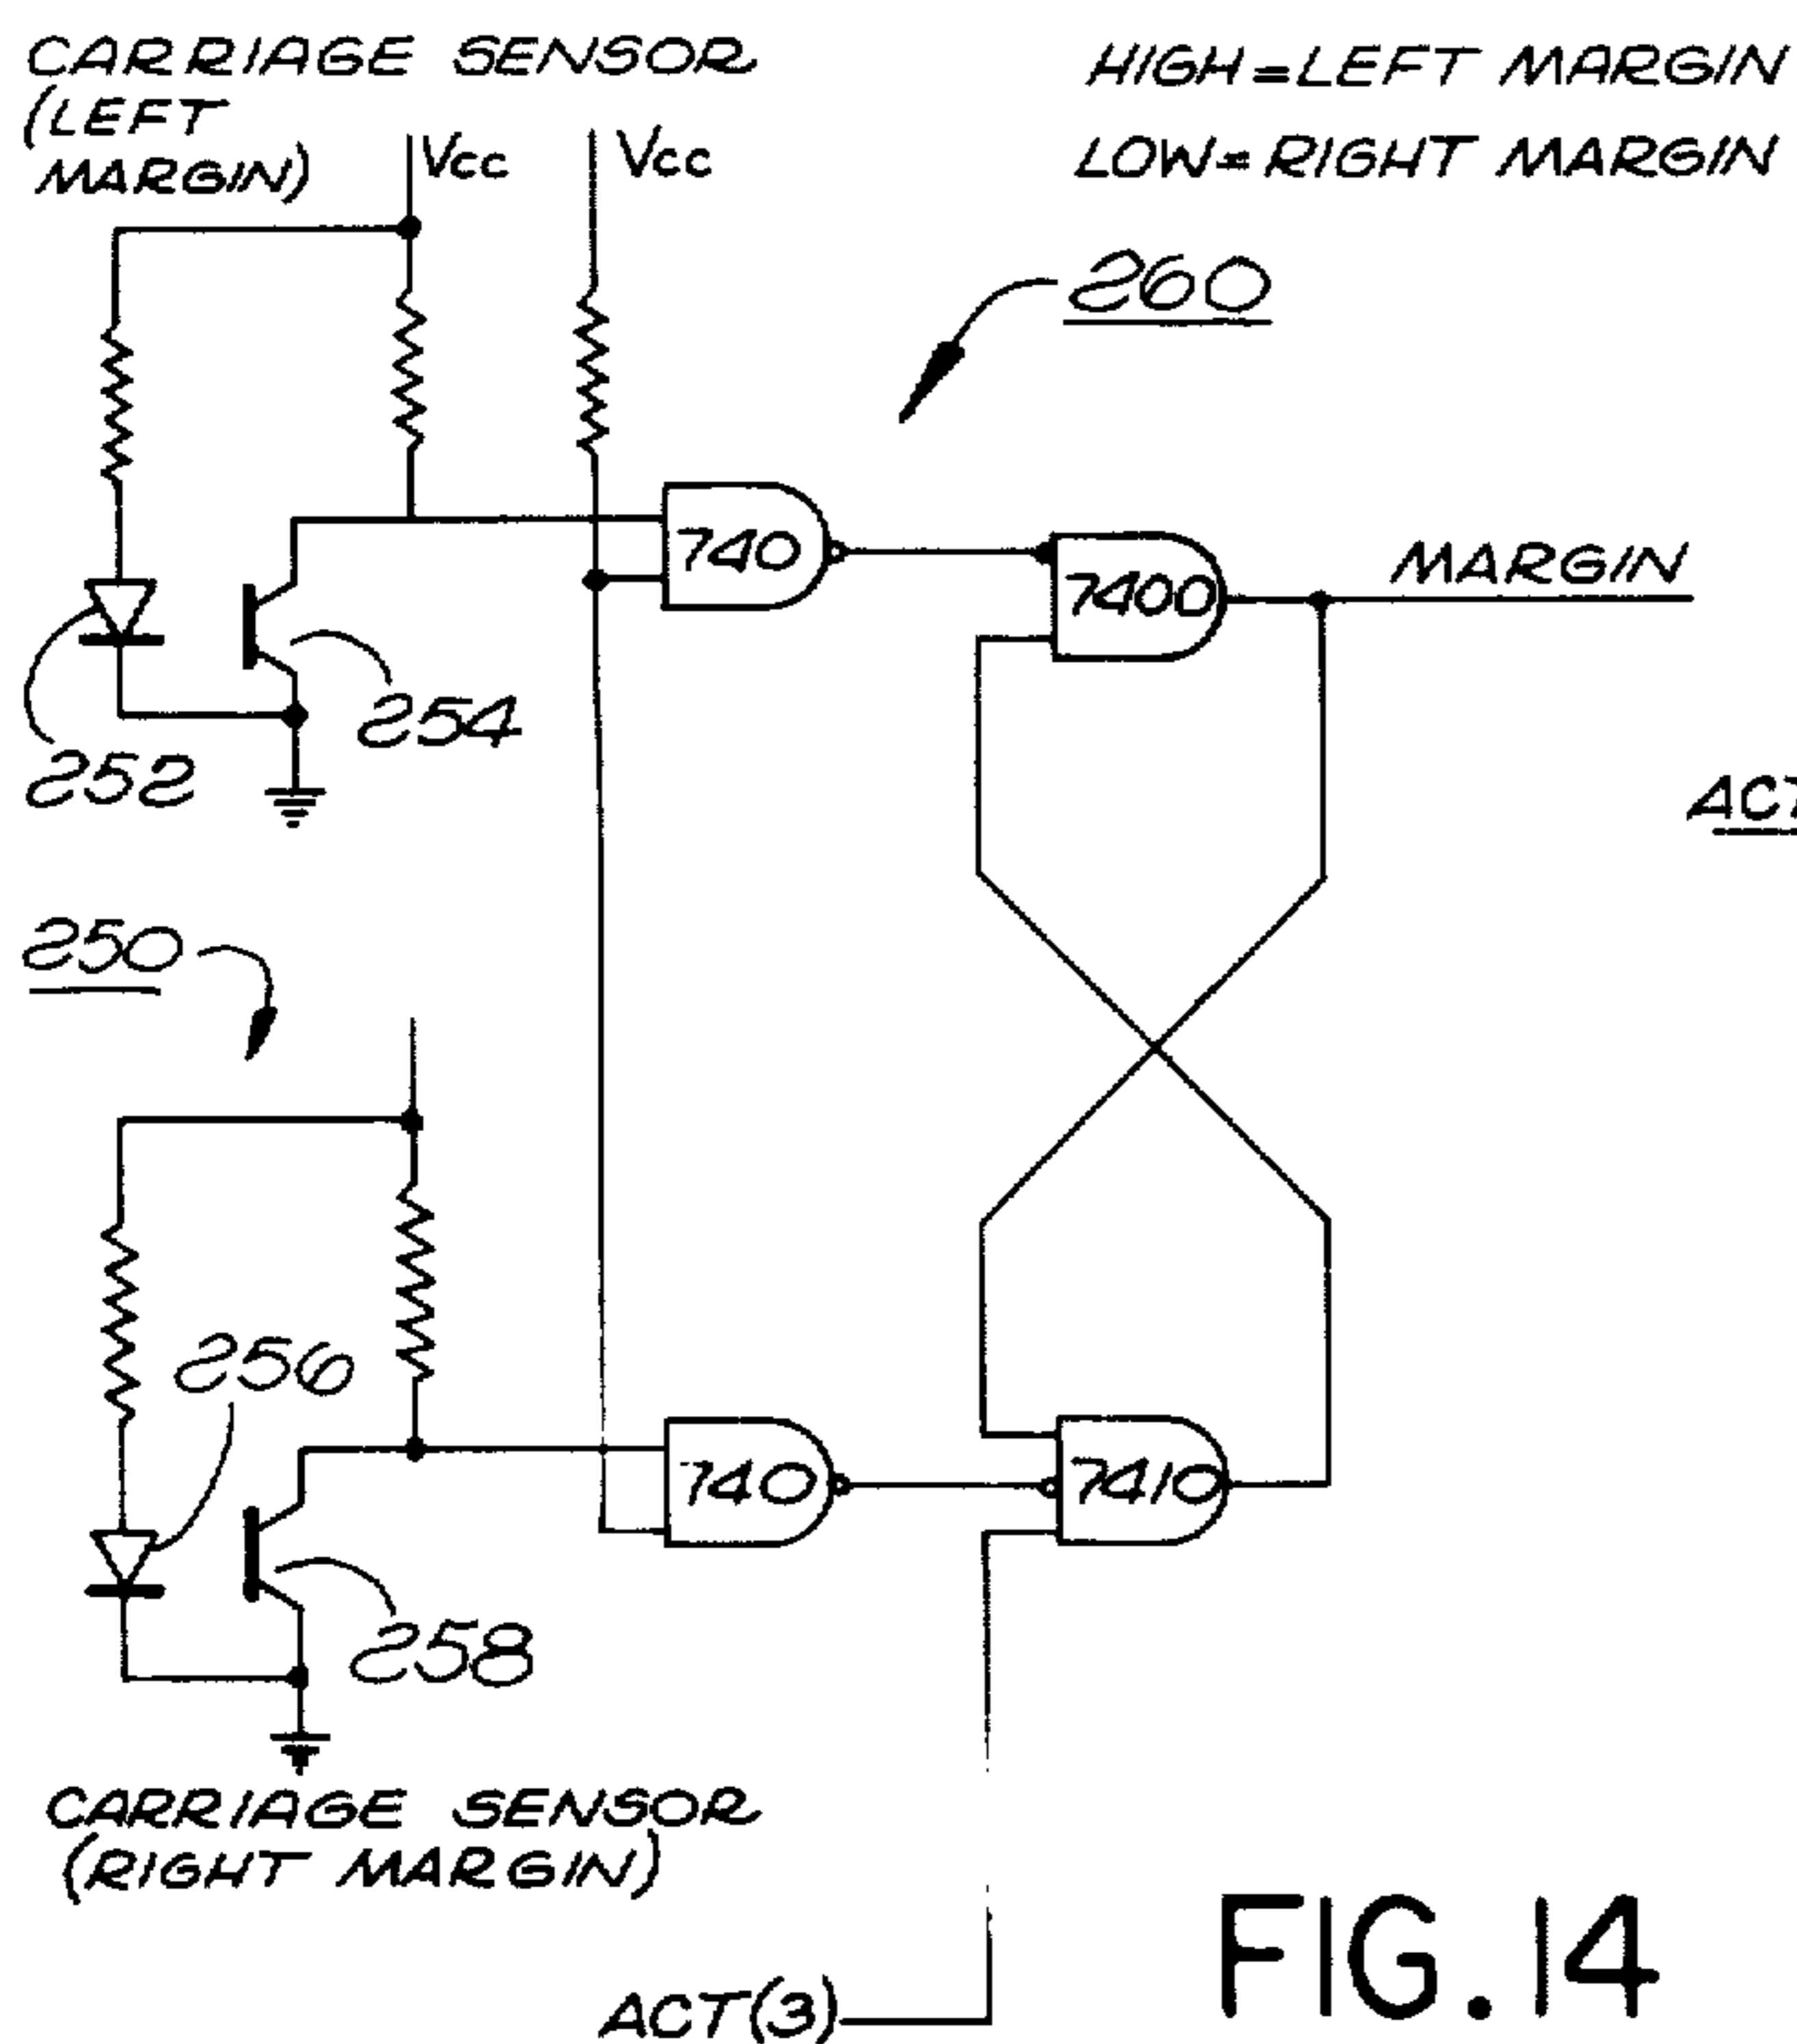 CARRIAGE SENSOR
(LEFT
MARGIN)
Vcc
Vcc
HIGH=LEFT MARGIN
LOW=RIGHT MARGIN
260
740
7400
MARGIN
254
252
ACT
250
256
740
7410
258
CARRIAGE SENSOR
(RIGHT MARGIN)
ACT(3)
FIG.14